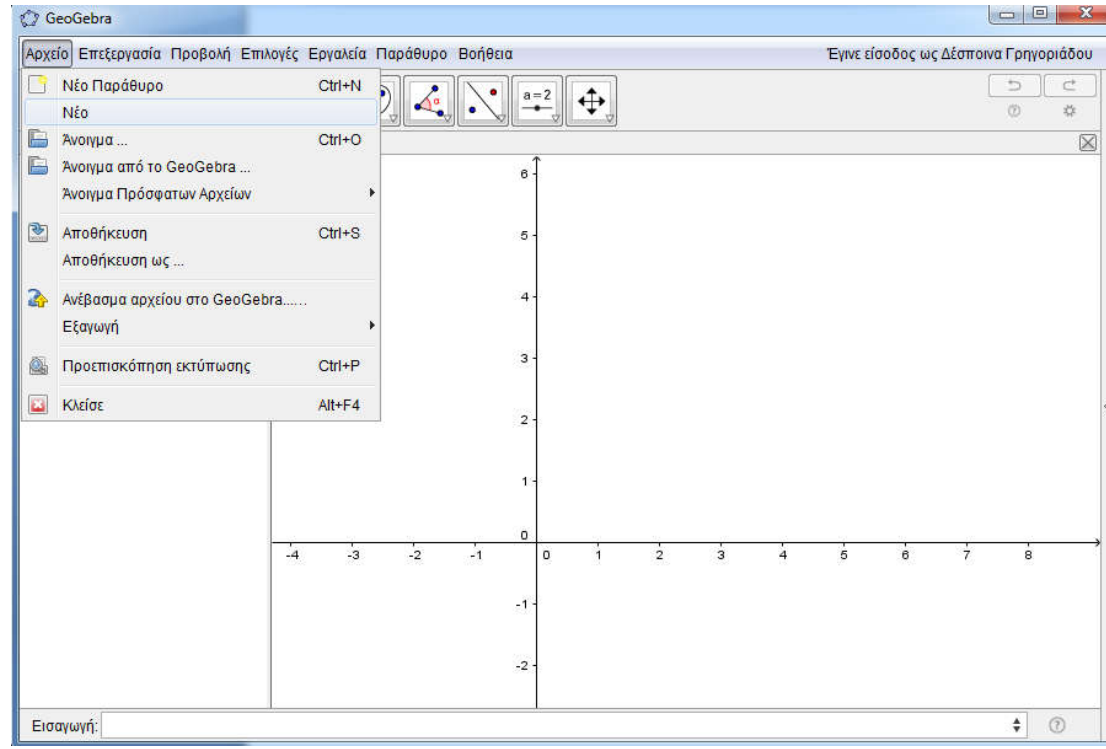 GeoGebra
Αρχείο Επεξεργασία Προβολή Επιλογές Εργαλεία Παράθυρο Βοήθεια Έγινε είσοδος ως Δέσποινα Γρηγοριάδου
Νέο Παράθυρο Ctrl+N
Νέο
Άνοιγμα ... Ctrl+O
Άνοιγμα από το GeoGebra ...
Άνοιγμα Πρόσφατων Αρχείων
Αποθήκευση Ctrl+S
Αποθήκευση ως ...
Ανέβασμα αρχείου στο GeoGebra......
Εξαγωγή
Προεπισκόπηση εκτύπωσης Ctrl+P
Κλείσε Alt+F4
α
a=2
6
5
4
3
2
1
0
-4 -3 -2 -1 0 1 2 3 4 5 6 7 8
-1
-2
Εισαγωγή: